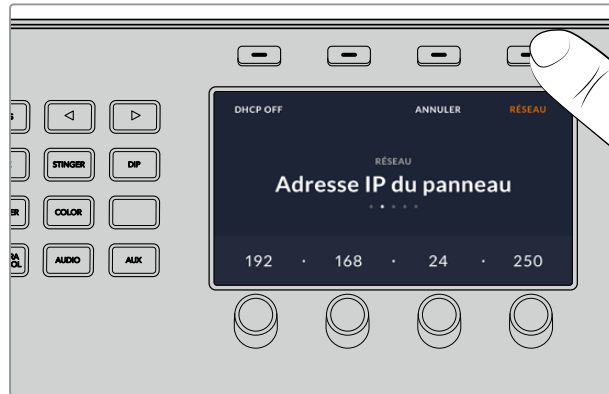 DHCP OFF ANNULER RÉSEAU
RÉSEAU
Adresse IP du panneau
192 . 168 . 24 . 250
STINGER DIP
COLOR
AUDIO AUX